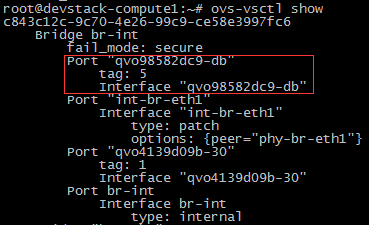 root@devstack-compute1:~# ovs-vsctl show
c843c12c-9c70-4e26-99c9-ce58e3997fc6
Bridge br-int
fail_mode: secure
Port "qvo98582dc9-db"
tag: 5
Interface "qvo98582dc9-db"
Port "int-br-eth1"
Interface "int-br-eth1"
type: patch
options: {peer="phy-br-eth1"}
Port "qvo4139d09b-30"
tag: 1
Interface "qvo4139d09b-30"
Port br-int
Interface br-int
type: internal